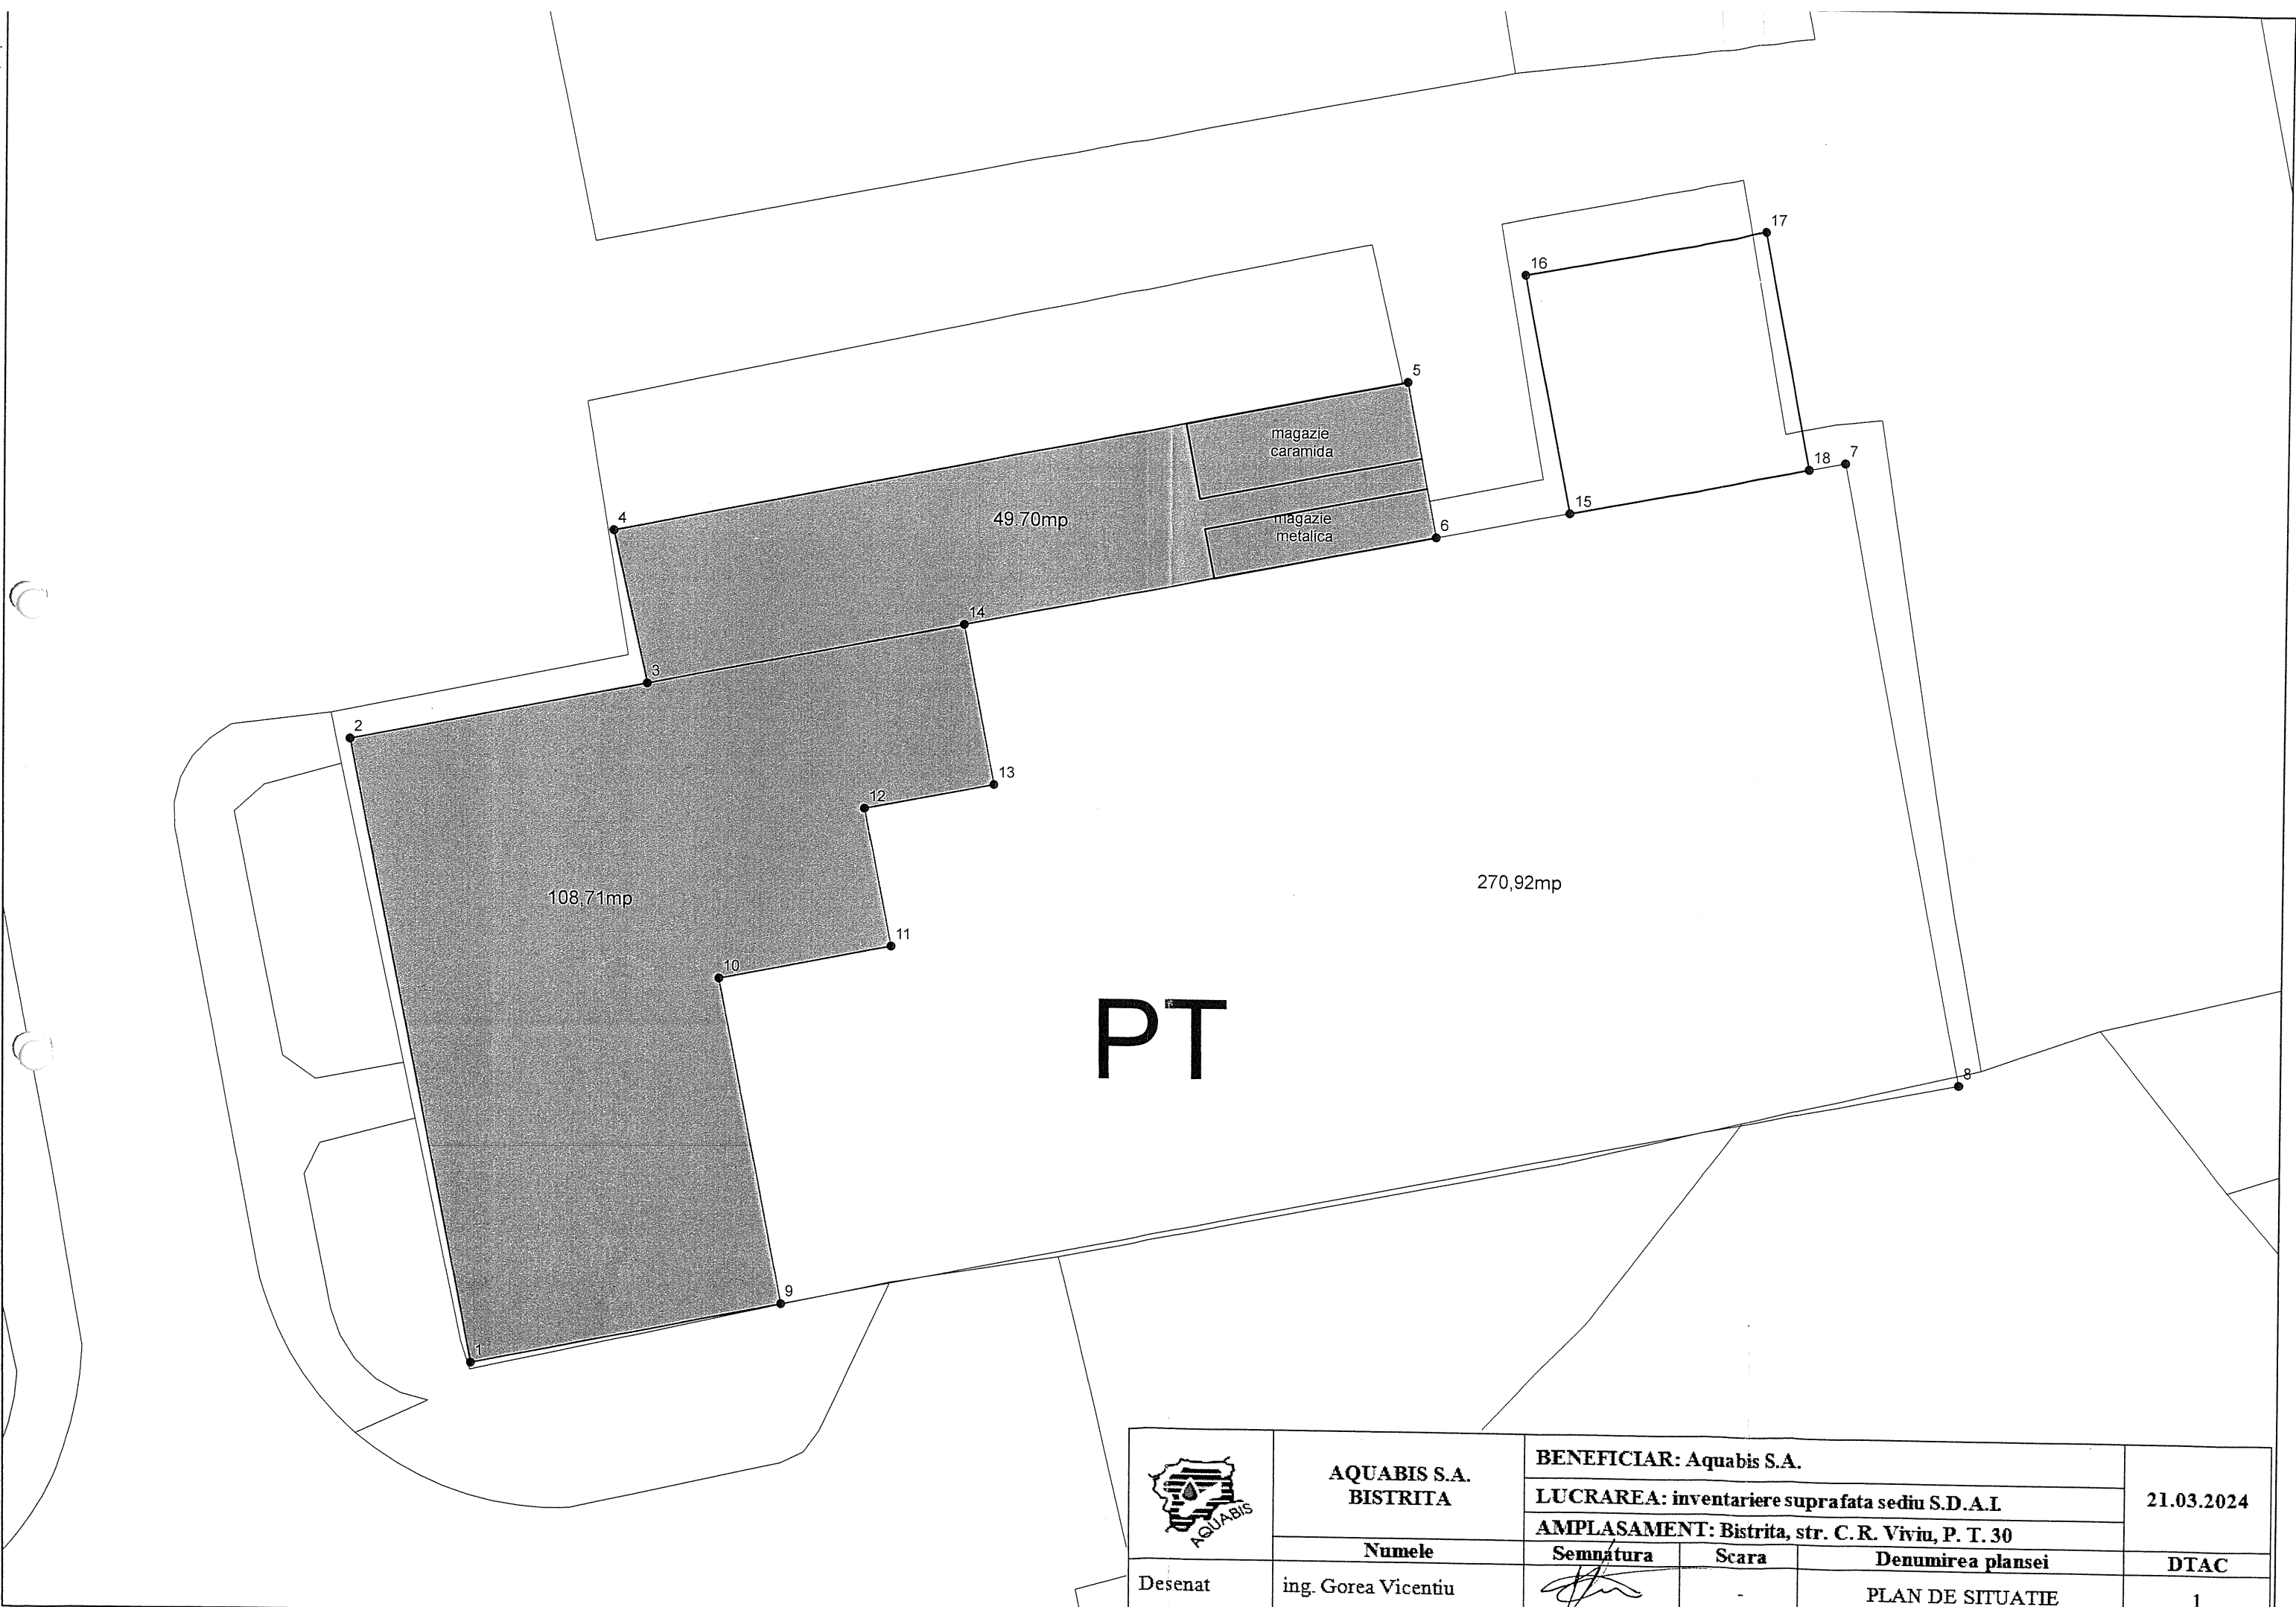 17
16
5
magazie
caramida
18
7
15
4
49.70mp
magazie
metalica
6
14
3
2
13
12
108,71mp
270,92mp
11
10
PT
8
9
1
AQUABIS
AQUABIS S.A.
BISTRITA
BENEFICIAR: Aquabis S.A.
LUCRAREA: inventariere suprafata sediu S.D.A.I.
AMPLASAMENT: Bistrita, str. C.R. Viviu, P. T. 30
21.03.2024
Numele Semnatura Scara Denumirea plansei DTAC
Desenat ing. Gorea Vicentiu - PLAN DE SITUATIE 1